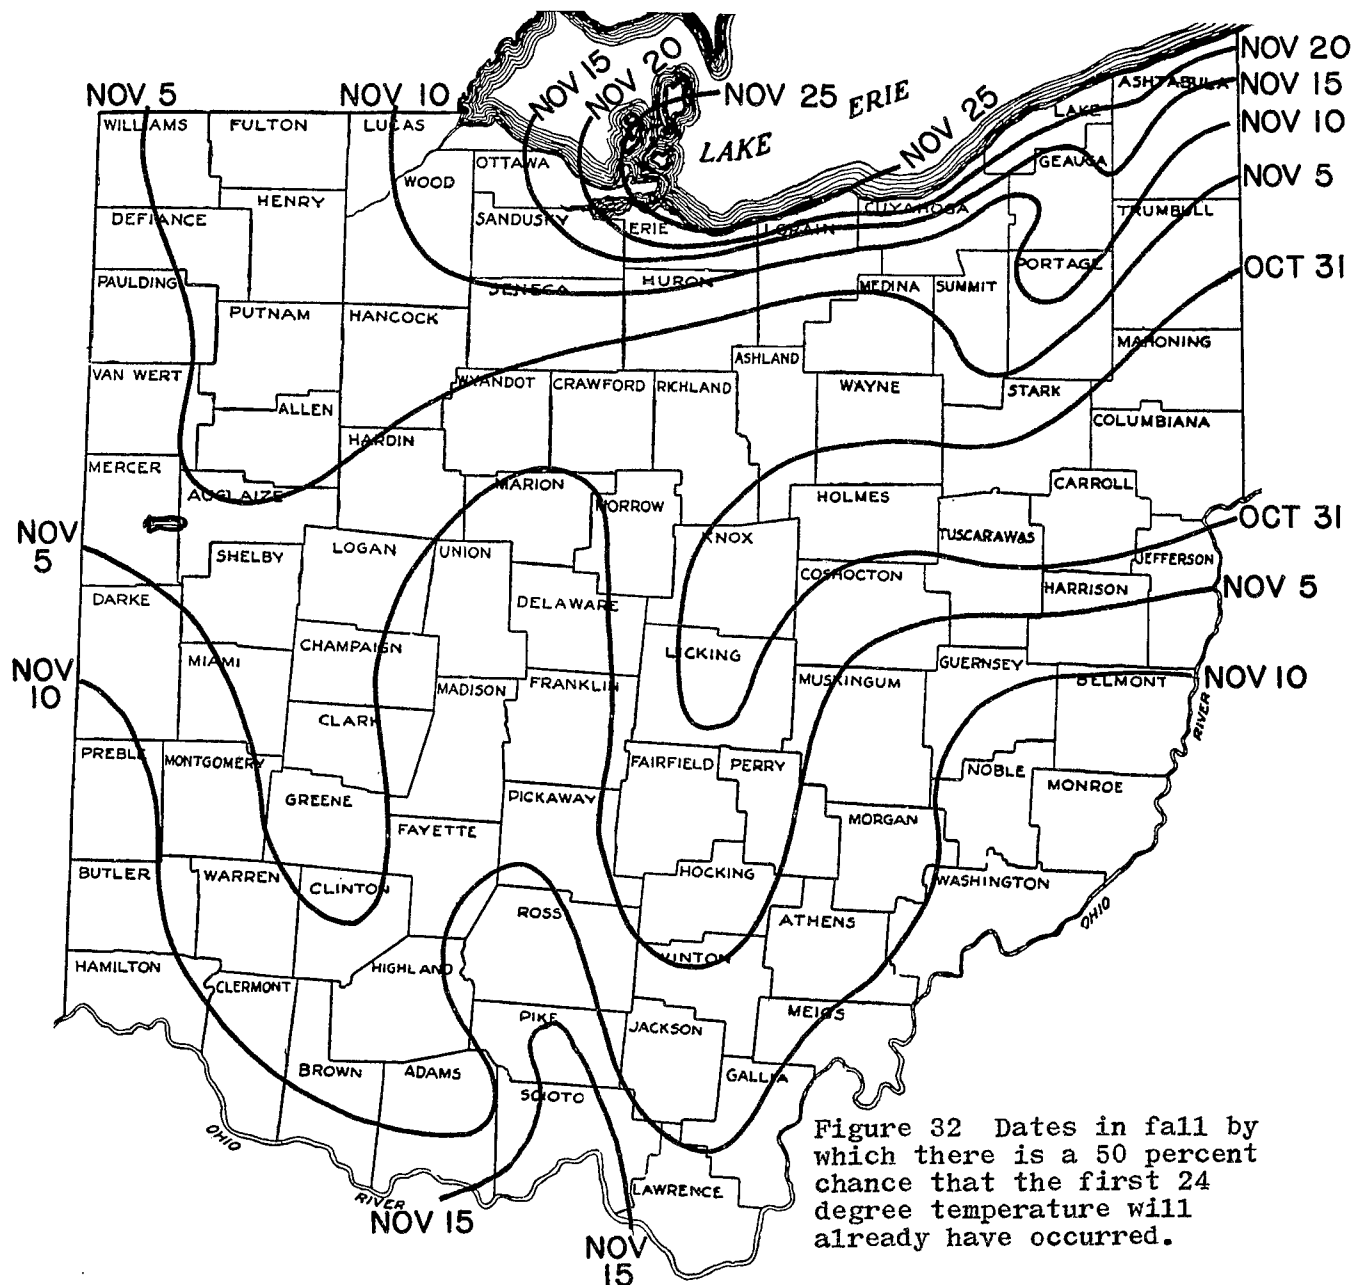 NOV 5
NOV 10
NOV 15
NOV 20
NOV 25
LAKE ERIE
NOV 25
NOV 20
NOV 15
NOV 10
NOV 5
OCT 31
WILLIAMS
FULTON
LUCAS
OTTAWA
WOOD
HENRY
DEFIANCE
SANDUSKY
ERIE
LORAIN
CUYAHOGA
LAKE
ASHTABULA
GEAUGA
TRUMBULL
PAULDING
PUTNAM
HANCOCK
SENECA
HURON
MEDINA
SUMMIT
PORTAGE
MAHONING
VAN WERT
ALLEN
WYANDOT
CRAWFORD
RICHLAND
ASHLAND
WAYNE
STARK
COLUMBIANA
HARDIN
MERCER
AUGLAIZE
MARION
MORROW
HOLMES
CARROLL
NOV
5
SHELBY
LOGAN
UNION
KNOX
TUSCARAWAS
JEFFERSON
OCT 31
DARKE
DELAWARE
COSHOCTON
HARRISON
NOV 5
CHAMPAIGN
MIAMI
LICKING
GUERNSEY
NOV
10
MADISON
FRANKLIN
MUSKINGUM
BELMONT
NOV 10
RIVER
CLARK
PREBLE
MONTGOMERY
GREENE
PICKAWAY
FAIRFIELD
PERRY
NOBLE
MONROE
FAYETTE
MORGAN
BUTLER
WARREN
CLINTON
HOCKING
WASHINGTON
OHIO
ROSS
ATHENS
HAMILTON
CLERMONT
HIGHLAND
VINTON
PIKE
JACKSON
MEIGS
BROWN
ADAMS
SCIOTO
GALLIA
OHIO
RIVER
LAWRENCE
NOV 15
NOV
15
Figure 32 Dates in fall by
which there is a 50 percent
chance that the first 24
degree temperature will
already have occurred.